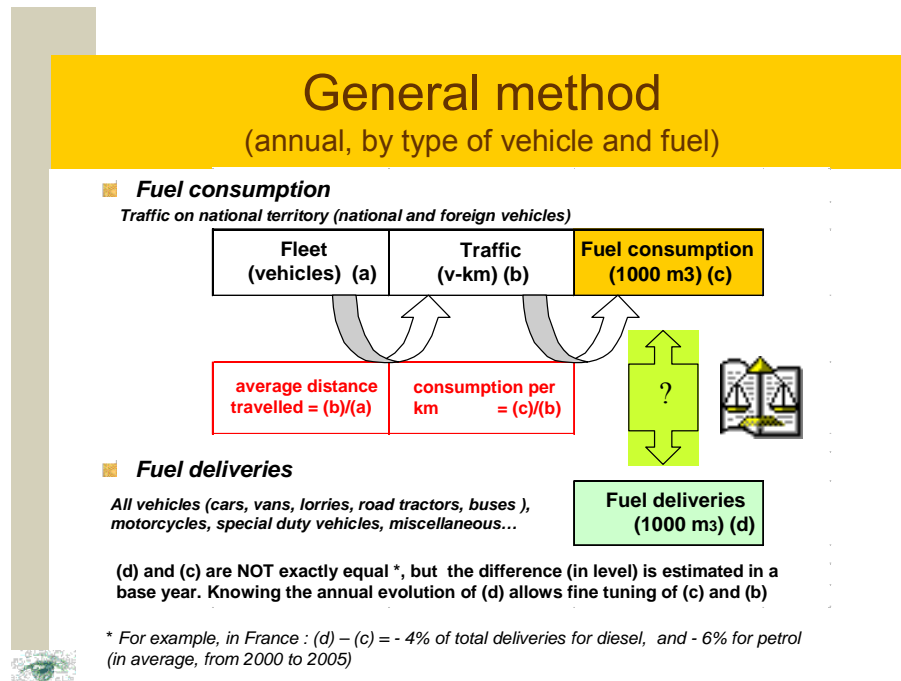 General method
(annual, by type of vehicle and fuel)
Fuel consumption
Traffic on national territory (national and foreign vehicles)
Fleet
(vehicles) (a)
Traffic
(v-km) (b)
Fuel consumption
(1000 m3) (c)
average distance
travelled = (b)/(a)
consumption per
km = (c)/(b)
?
Fuel deliveries
All vehicles (cars, vans, lorries, road tractors, buses ),
motorcycles, special duty vehicles, miscellaneous…
Fuel deliveries
(1000 m3) (d)
(d) and (c) are NOT exactly equal *, but the difference (in level) is estimated in a
base year. Knowing the annual evolution of (d) allows fine tuning of (c) and (b)
* For example, in France : (d) – (c) = - 4% of total deliveries for diesel, and - 6% for petrol
(in average, from 2000 to 2005)